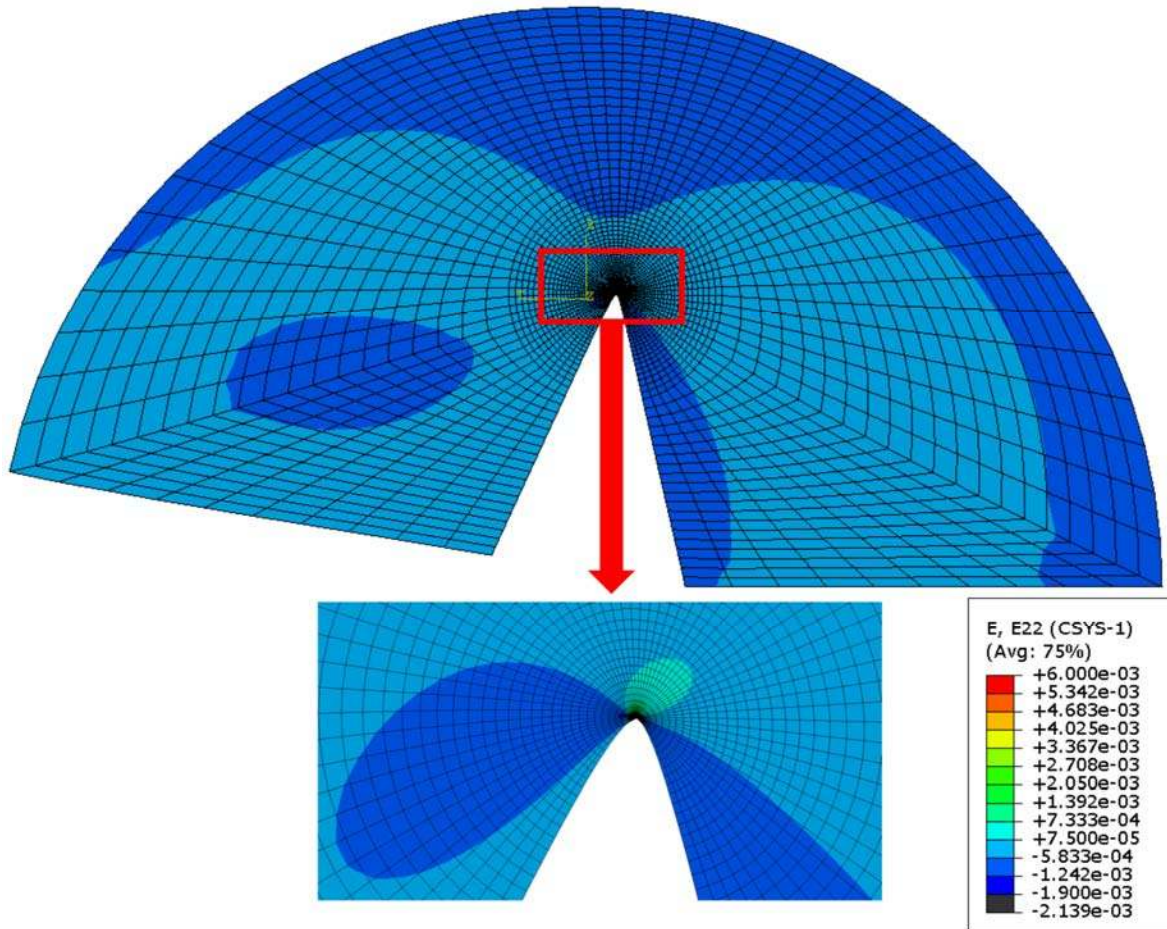 E, E22 (CSYS-1)
(Avg: 75%)
+6.000e-03
+5.342e-03
+4.683e-03
+4.025e-03
+3.367e-03
+2.708e-03
+2.050e-03
+1.392e-03
+7.333e-04
+7.500e-05
-5.833e-04
-1.242e-03
-1.900e-03
-2.139e-03